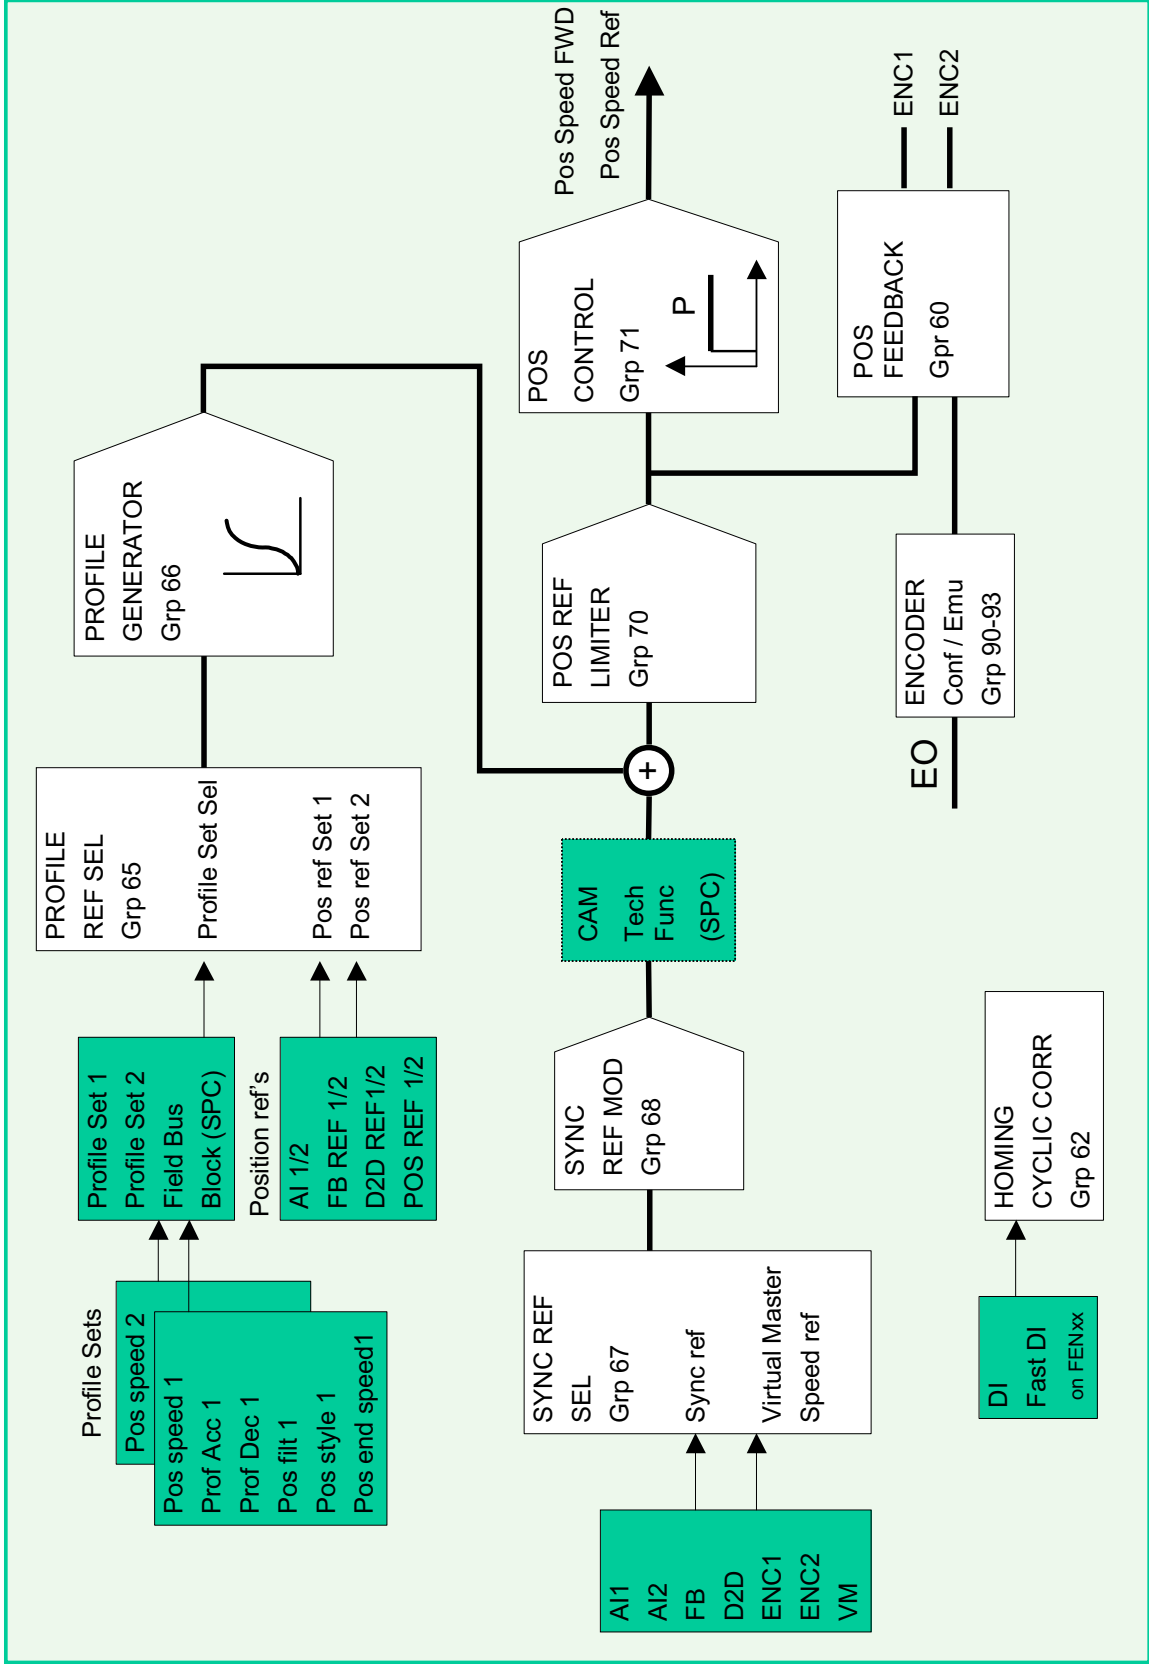 Profile Sets
Pos speed 2
Pos speed 1
Prof Acc 1
Prof Dec 1
Pos filt 1
Pos style 1
Pos end speed1
Profile Set 1
Profile Set 2
Field Bus
Block (SPC)
Position ref's
AI 1/2
FB REF 1/2
D2D REF1/2
POS REF 1/2
PROFILE
REF SEL
Grp 65
Profile Set Sel
Pos ref Set 1
Pos ref Set 2
PROFILE
GENERATOR
Grp 66
AI1
AI2
FB
D2D
ENC1
ENC2
VM
SYNC REF
SEL
Grp 67
Sync ref
Virtual Master
Speed ref
SYNC
REF MOD
Grp 68
CAM
Tech
Func
(SPC)
+
POS REF
LIMITER
Grp 70
POS
CONTROL
Grp 71
P
Pos Speed FWD
Pos Speed Ref
DI
Fast DI
on FENxx
HOMING
CYCLIC CORR
Grp 62
EO
ENCODER
Conf / Emu
Grp 90-93
POS
FEEDBACK
Gpr 60
ENC1
ENC2